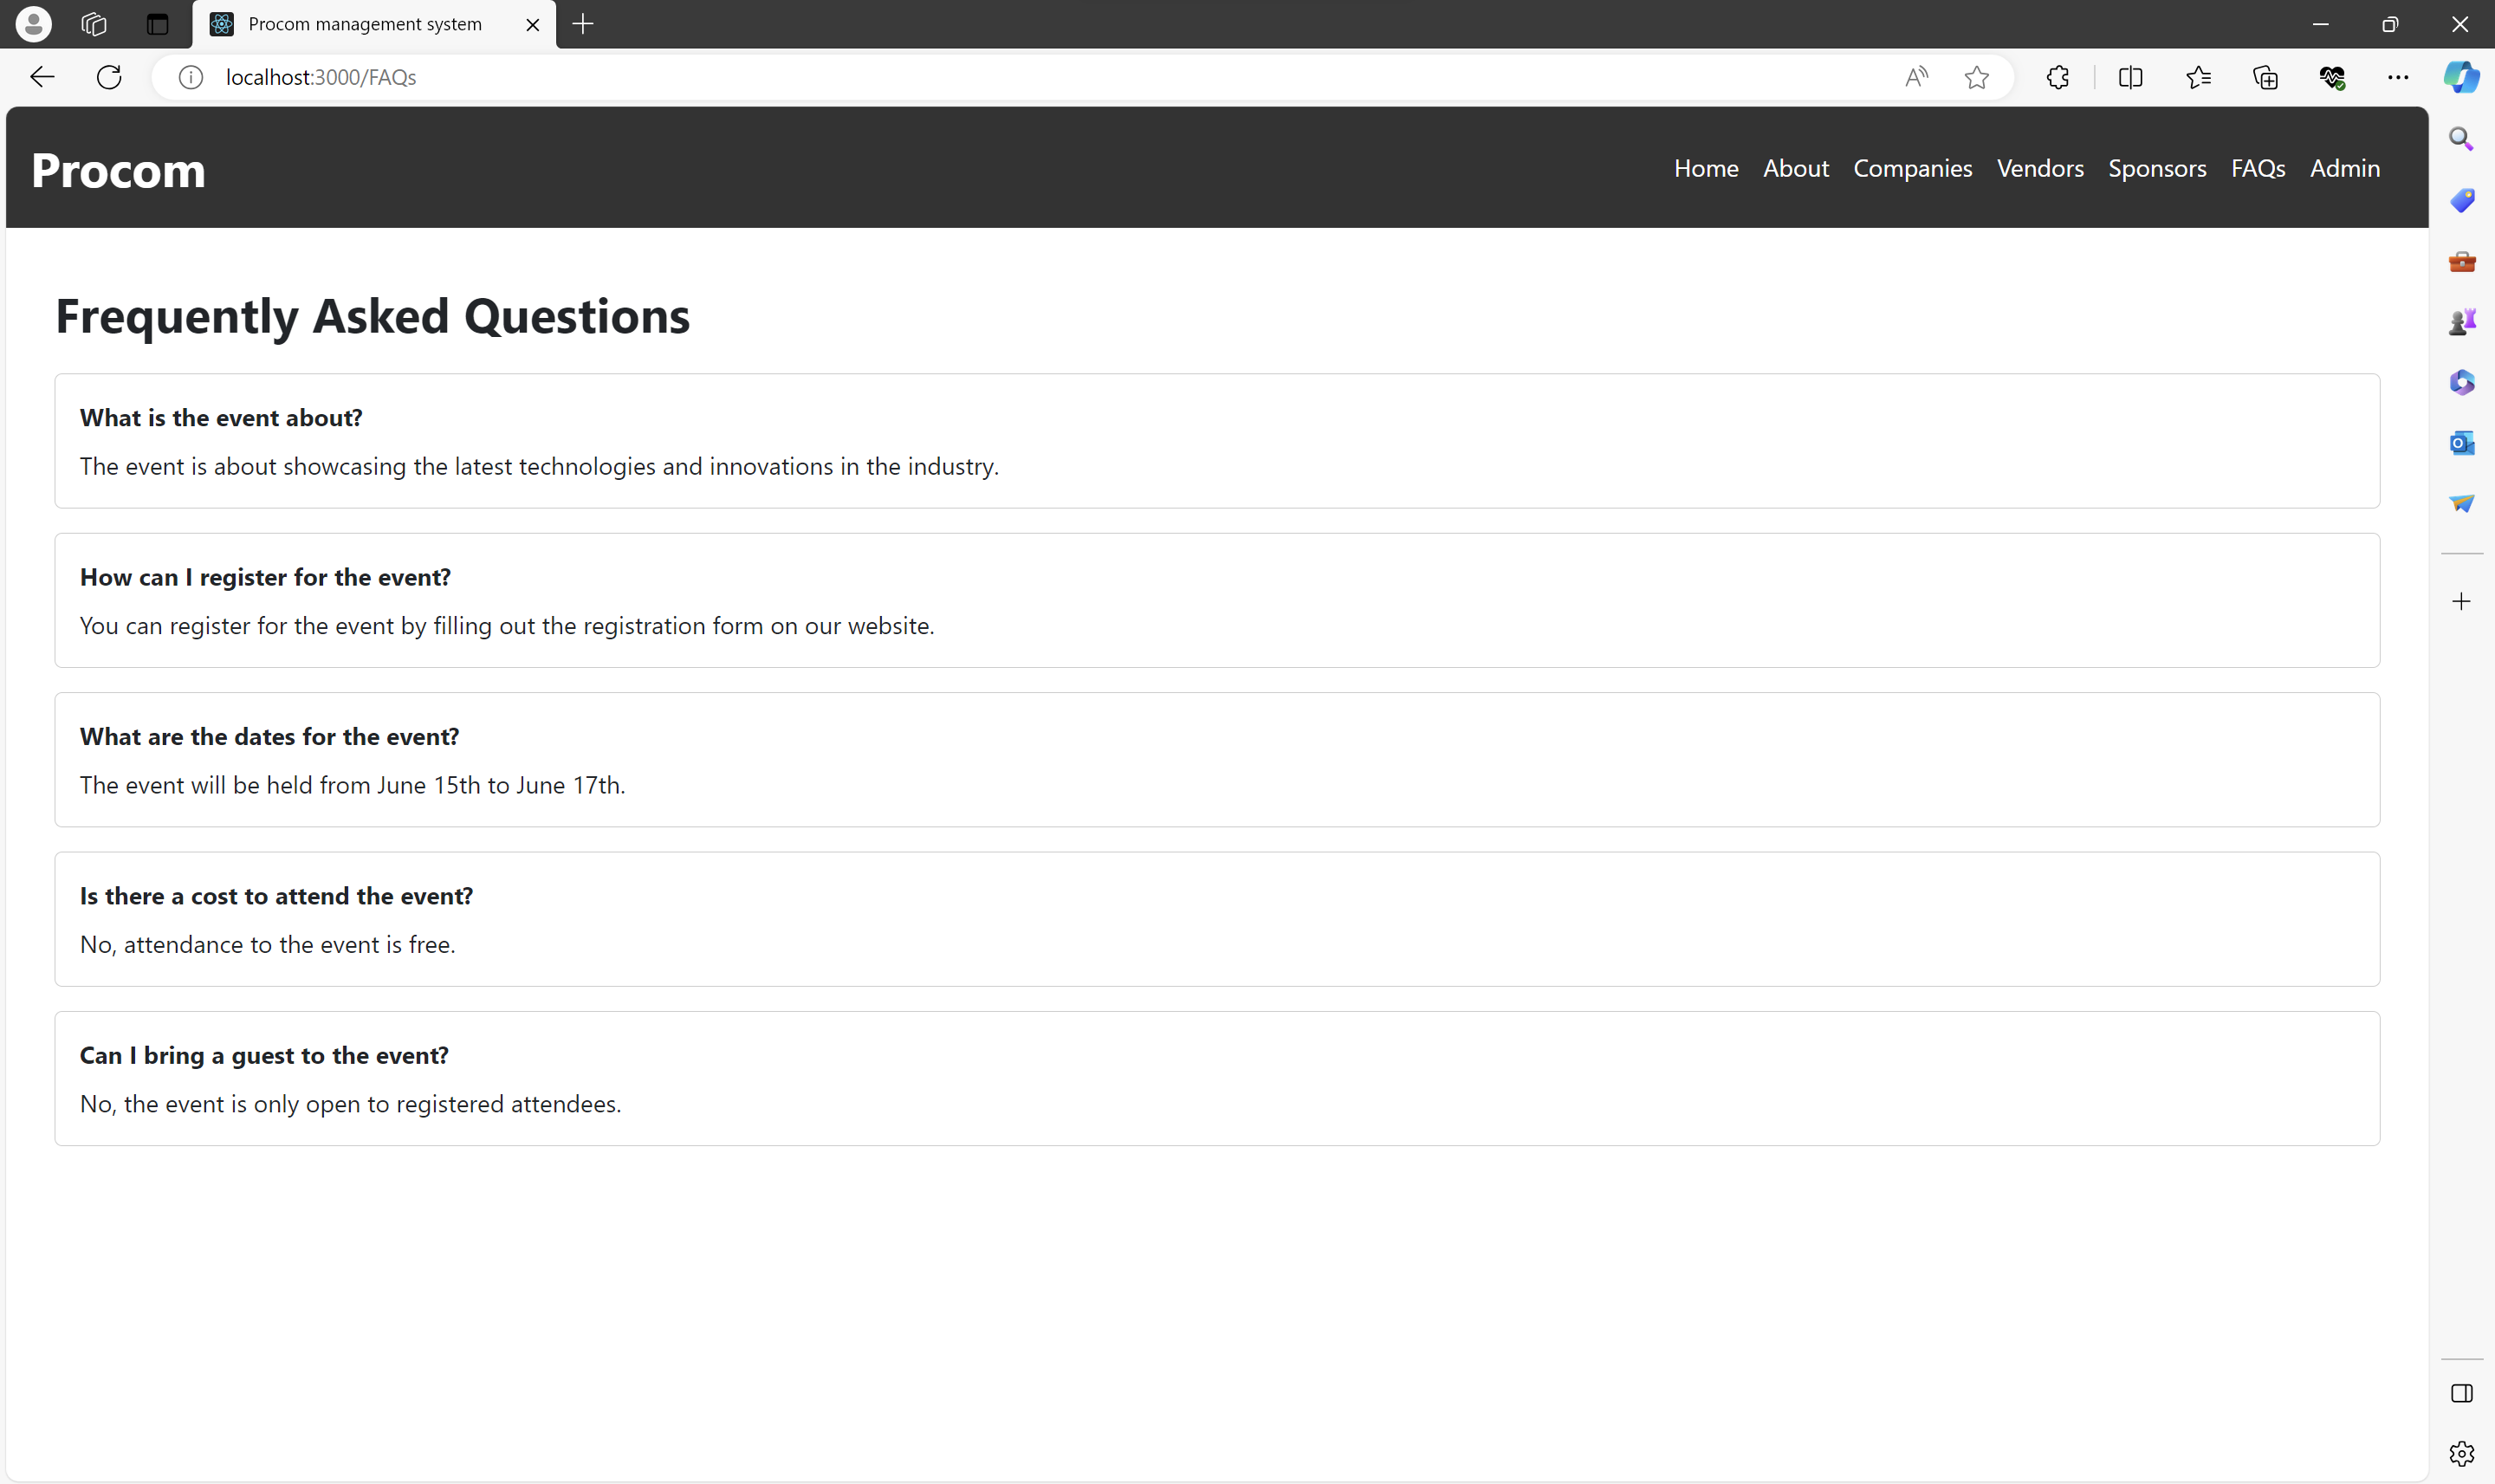 Procom management system
localhost:3000/FAQs
Procom
Home About Companies Vendors Sponsors FAQs Admin
Frequently Asked Questions
What is the event about?
The event is about showcasing the latest technologies and innovations in the industry.
How can I register for the event?
You can register for the event by filling out the registration form on our website.
What are the dates for the event?
The event will be held from June 15th to June 17th.
Is there a cost to attend the event?
No, attendance to the event is free.
Can I bring a guest to the event?
No, the event is only open to registered attendees.